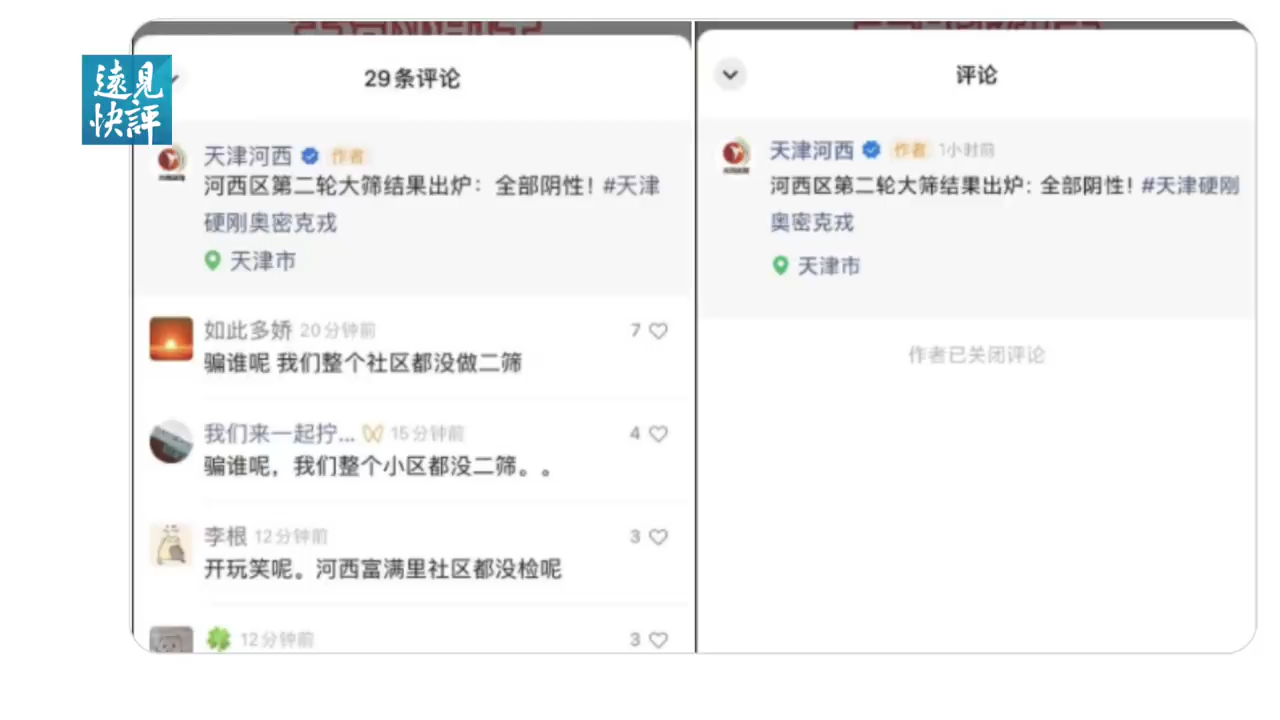 遠見
快評
29条评论
天津河西 作者
河西区第二轮大筛结果出炉：全部阴性！#天津
硬刚奥密克戎
天津市
如此多娇 20分钟前 7
骗谁呢 我们整个社区都没做二筛
我们来一起拧... 15分钟前 4
骗谁呢，我们整个小区都没二筛。。
李根 12分钟前 3
开玩笑呢。河西富满里社区都没检呢
12分钟前 3
评论
天津河西 作者 1小时前
河西区第二轮大筛结果出炉：全部阴性！#天津硬刚
奥密克戎
天津市
作者已关闭评论